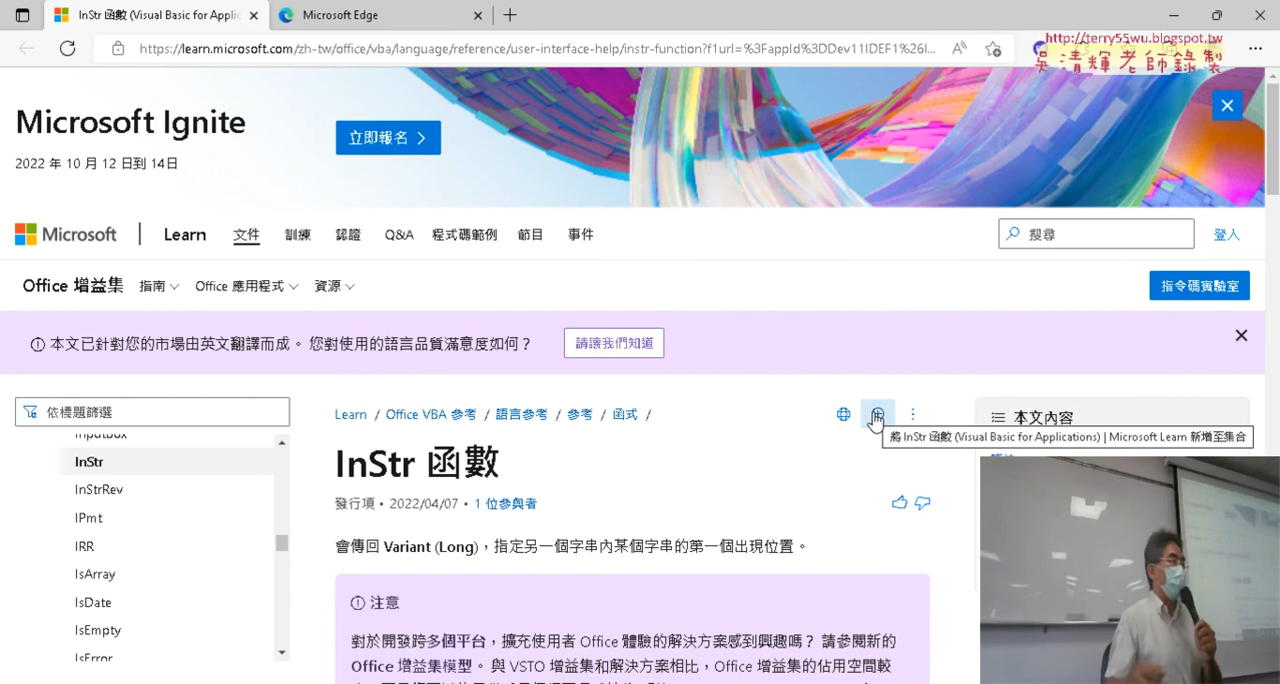 InStr 函數 (Visual Basic for Applic
Microsoft Edge
https://learn.microsoft.com/zh-tw/office/vba/language/reference/user-interface-help/instr-function?f1url=%3FappId%3DDev11IDEF1%26l...
http://terry55wu.blogspot.tw
吳清輝老師錄製
Microsoft Ignite
立即報名
2022 年 10 月 12 日到 14日
Microsoft
Learn
文件
訓練
認證
Q&A
程式碼範例
節目
事件
搜尋
登入
Office 增益集
指南
Office 應用程式
資源
指令碼實驗室
本文已針對您的市場由英文翻譯而成。 您對使用的語言品質滿意度如何？
請讓我們知道
依標題篩選
InputBox
InStr
InStrRev
IPmt
IRR
IsArray
IsDate
IsEmpty
IsError
Learn / Office VBA 參考 / 語言參考 / 參考 / 函式 /
本文內容
將 InStr 函數 (Visual Basic for Applications) | Microsoft Learn 新增至集合
InStr 函數
發行項 • 2022/04/07 • 1 位參與者
會傳回 Variant (Long)，指定另一個字串內某個字串的第一個出現位置。
注意
對於開發跨多個平台，擴充使用者 Office 體驗的解決方案感到興趣嗎？ 請參閱新的
Office 增益集模型。 與 VSTO 增益集和解決方案相比，Office 增益集的佔用空間較